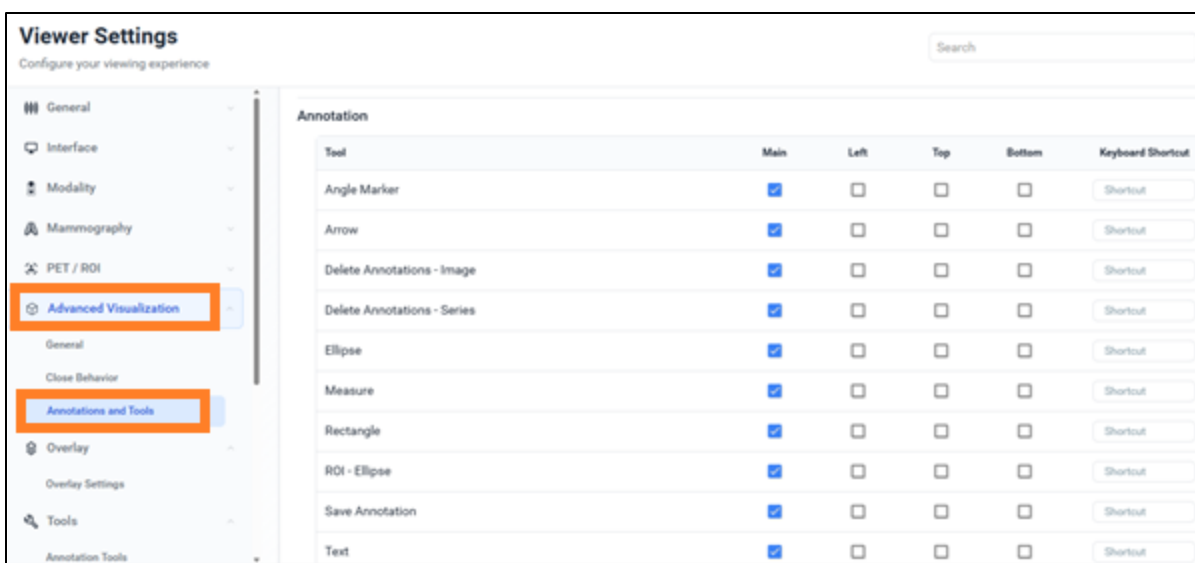 Viewer Settings
Configure your viewing experience
Search
General
Interface
Modality
Mammography
PET / ROI
Advanced Visualization
General
Close Behavior
Annotations and Tools
Overlay
Overlay Settings
Tools
Annotation Tools
Annotation
Tool Main Left Top Bottom Keyboard Shortcut
Angle Marker Shortcut
Arrow Shortcut
Delete Annotations - Image Shortcut
Delete Annotations - Series Shortcut
Ellipse Shortcut
Measure Shortcut
Rectangle Shortcut
ROI - Ellipse Shortcut
Save Annotation Shortcut
Text Shortcut